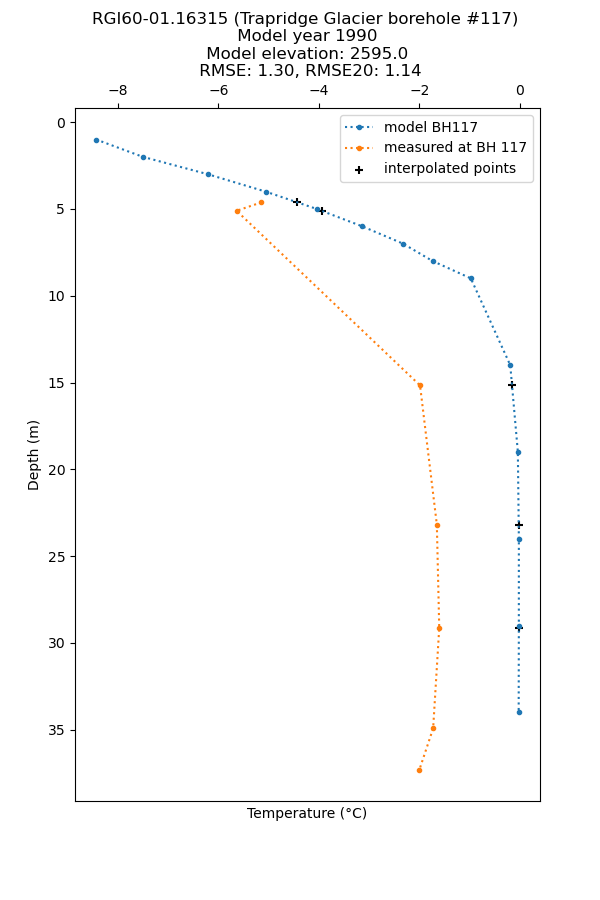 RGI60-01.16315 (Trapridge Glacier borehole #117)
Model year 1990
Model elevation: 2595.0
RMSE: 1.30, RMSE20: 1.14
−8 −6 −4 −2 0
model BH117
measured at BH 117
interpolated points
0
5
10
15
20
25
30
35
Depth (m)
Temperature (°C)